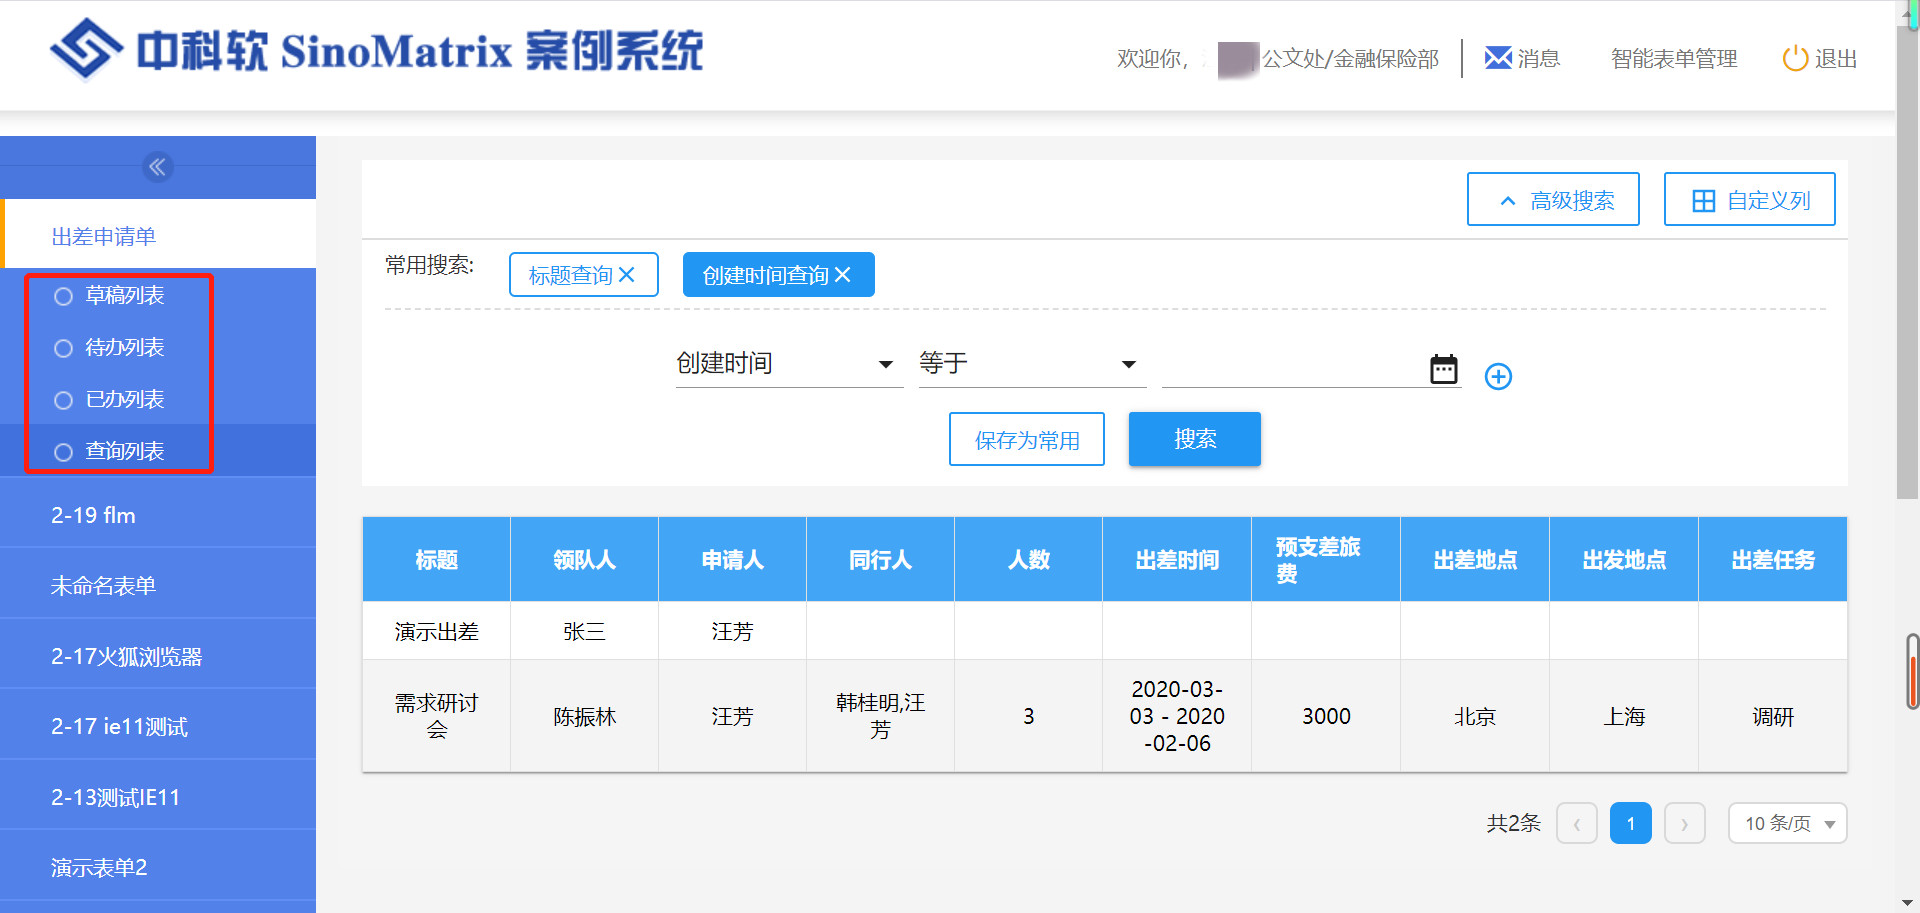 中科软 SinoMatrix 案例系统
欢迎你,
公文处/金融保险部
消息
智能表单管理
退出
出差申请单
草稿列表
待办列表
已办列表
查询列表
2-19 flm
未命名表单
2-17火狐浏览器
2-17 ie11测试
2-13测试IE11
演示表单2
高级搜索
自定义列
常用搜索:
标题查询
创建时间查询
创建时间
等于
保存为常用
搜索
标题
领队人
申请人
同行人
人数
出差时间
预支差旅
费
出差地点
出发地点
出差任务
演示出差
张三
汪芳
需求研讨
会
陈振林
汪芳
韩桂明,汪
芳
3
2020-03-
03 - 2020
-02-06
3000
北京
上海
调研
共2条
1
10 条/页